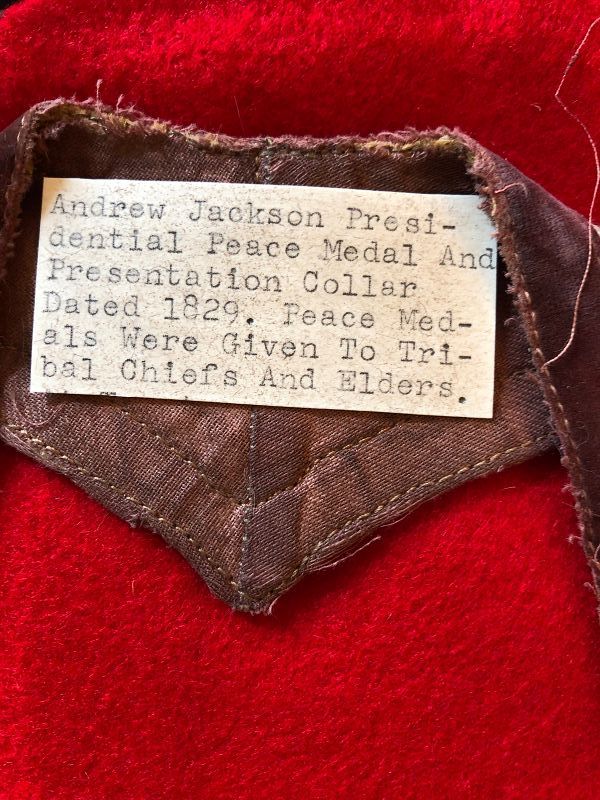 Andrew Jackson Presi-
dential Peace Medal And
Presentation Collar
Dated 1829. Peace Med-
als Were Given To Tri-
bal Chiefs And Elders.